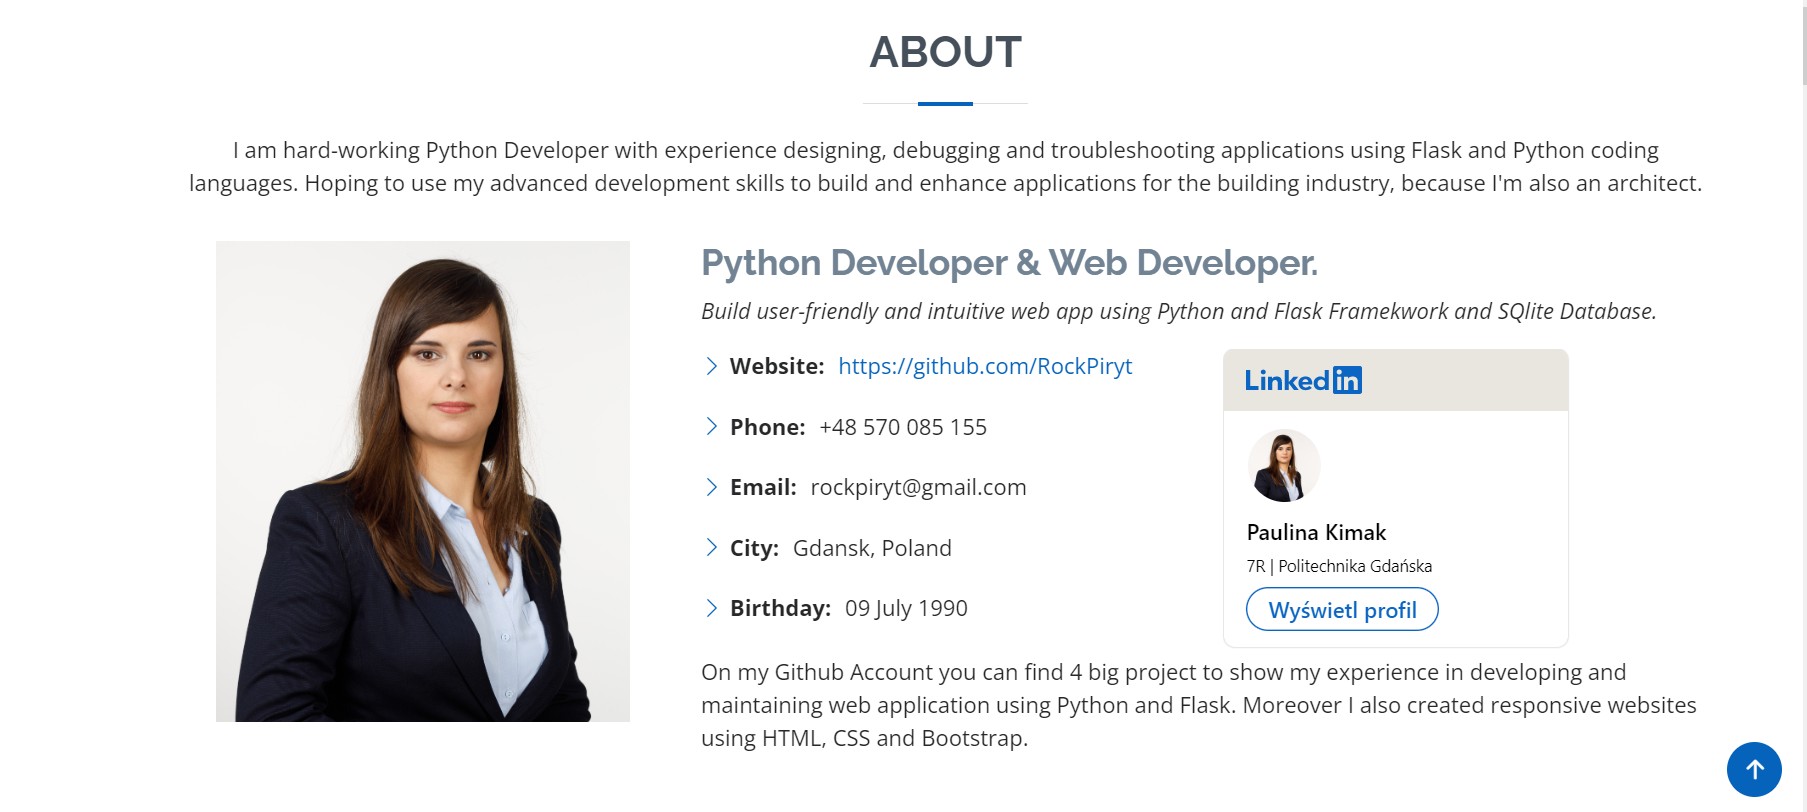 ABOUT
I am hard-working Python Developer with experience designing, debugging and troubleshooting applications using Flask and Python coding
languages. Hoping to use my advanced development skills to build and enhance applications for the building industry, because I'm also an architect.
Python Developer & Web Developer.
Build user-friendly and intuitive web app using Python and Flask Framekwork and SQlite Database.
Website: https://github.com/RockPiryt
Phone: +48 570 085 155
Email: rockpiryt@gmail.com
City: Gdansk, Poland
Birthday: 09 July 1990
Linkedin
Paulina Kimak
7R | Politechnika Gdańska
Wyświetl profil
On my Github Account you can find 4 big project to show my experience in developing and
maintaining web application using Python and Flask. Moreover I also created responsive websites
using HTML, CSS and Bootstrap.